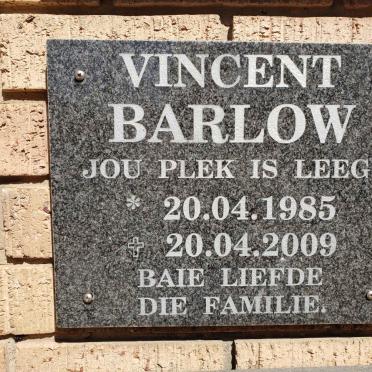 VINCENT
BARLOW
JOU PLEK IS LEEG
* 20.04.1985
✝ 20.04.2009
BAIE LIEFDE
DIE FAMILIE.